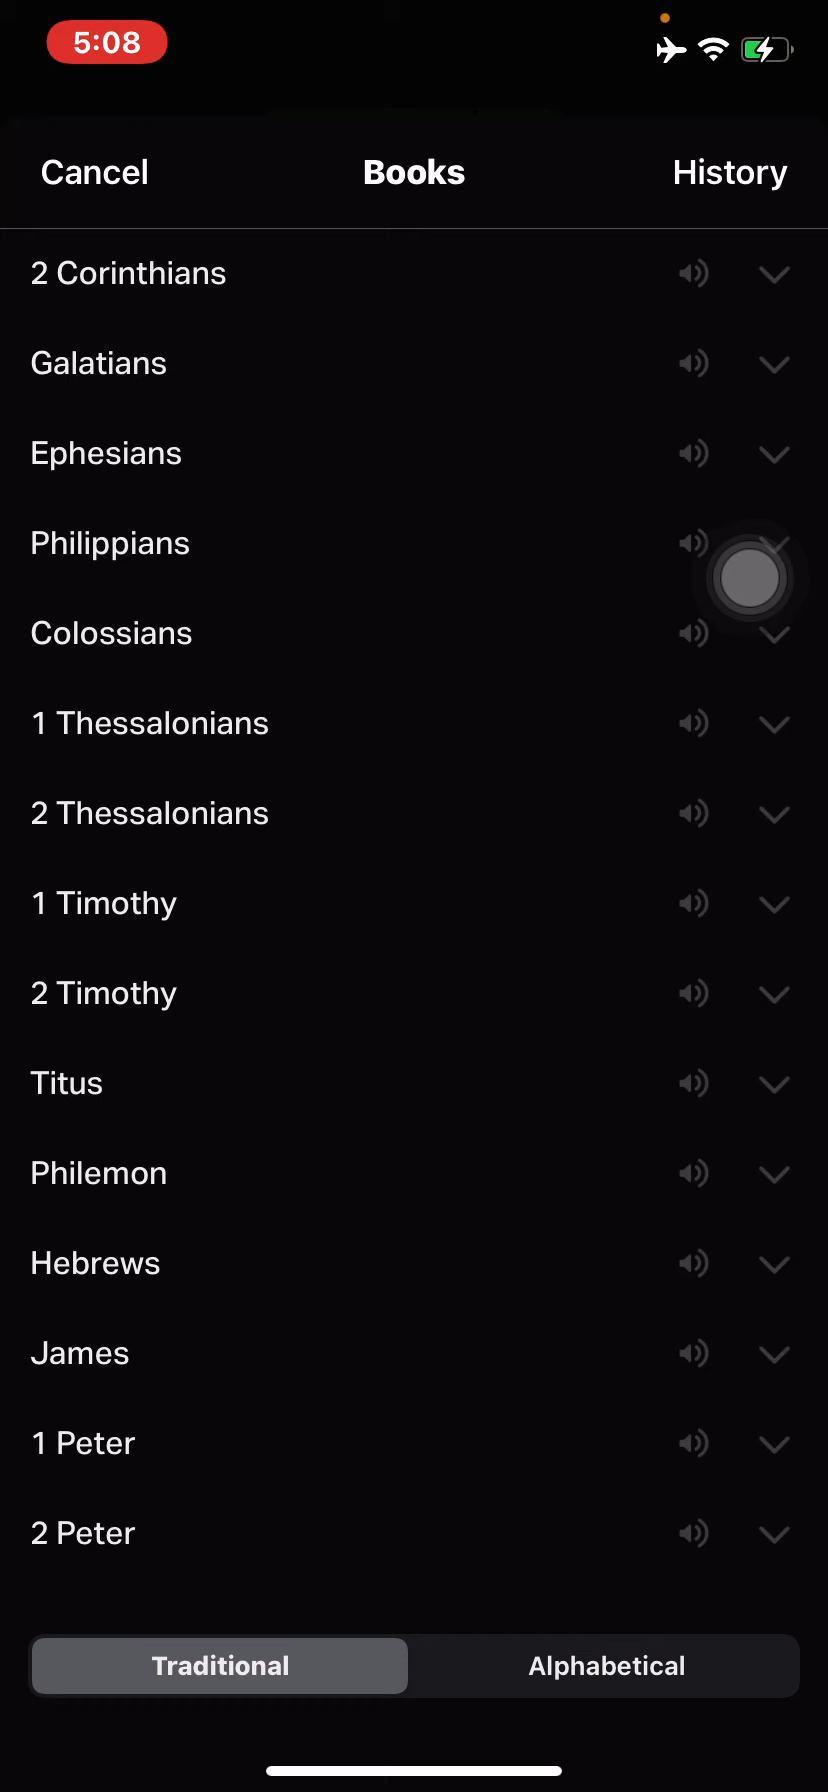 5:08
Cancel Books History
2 Corinthians
Galatians
Ephesians
Philippians
Colossians
1 Thessalonians
2 Thessalonians
1 Timothy
2 Timothy
Titus
Philemon
Hebrews
James
1 Peter
2 Peter
Traditional Alphabetical